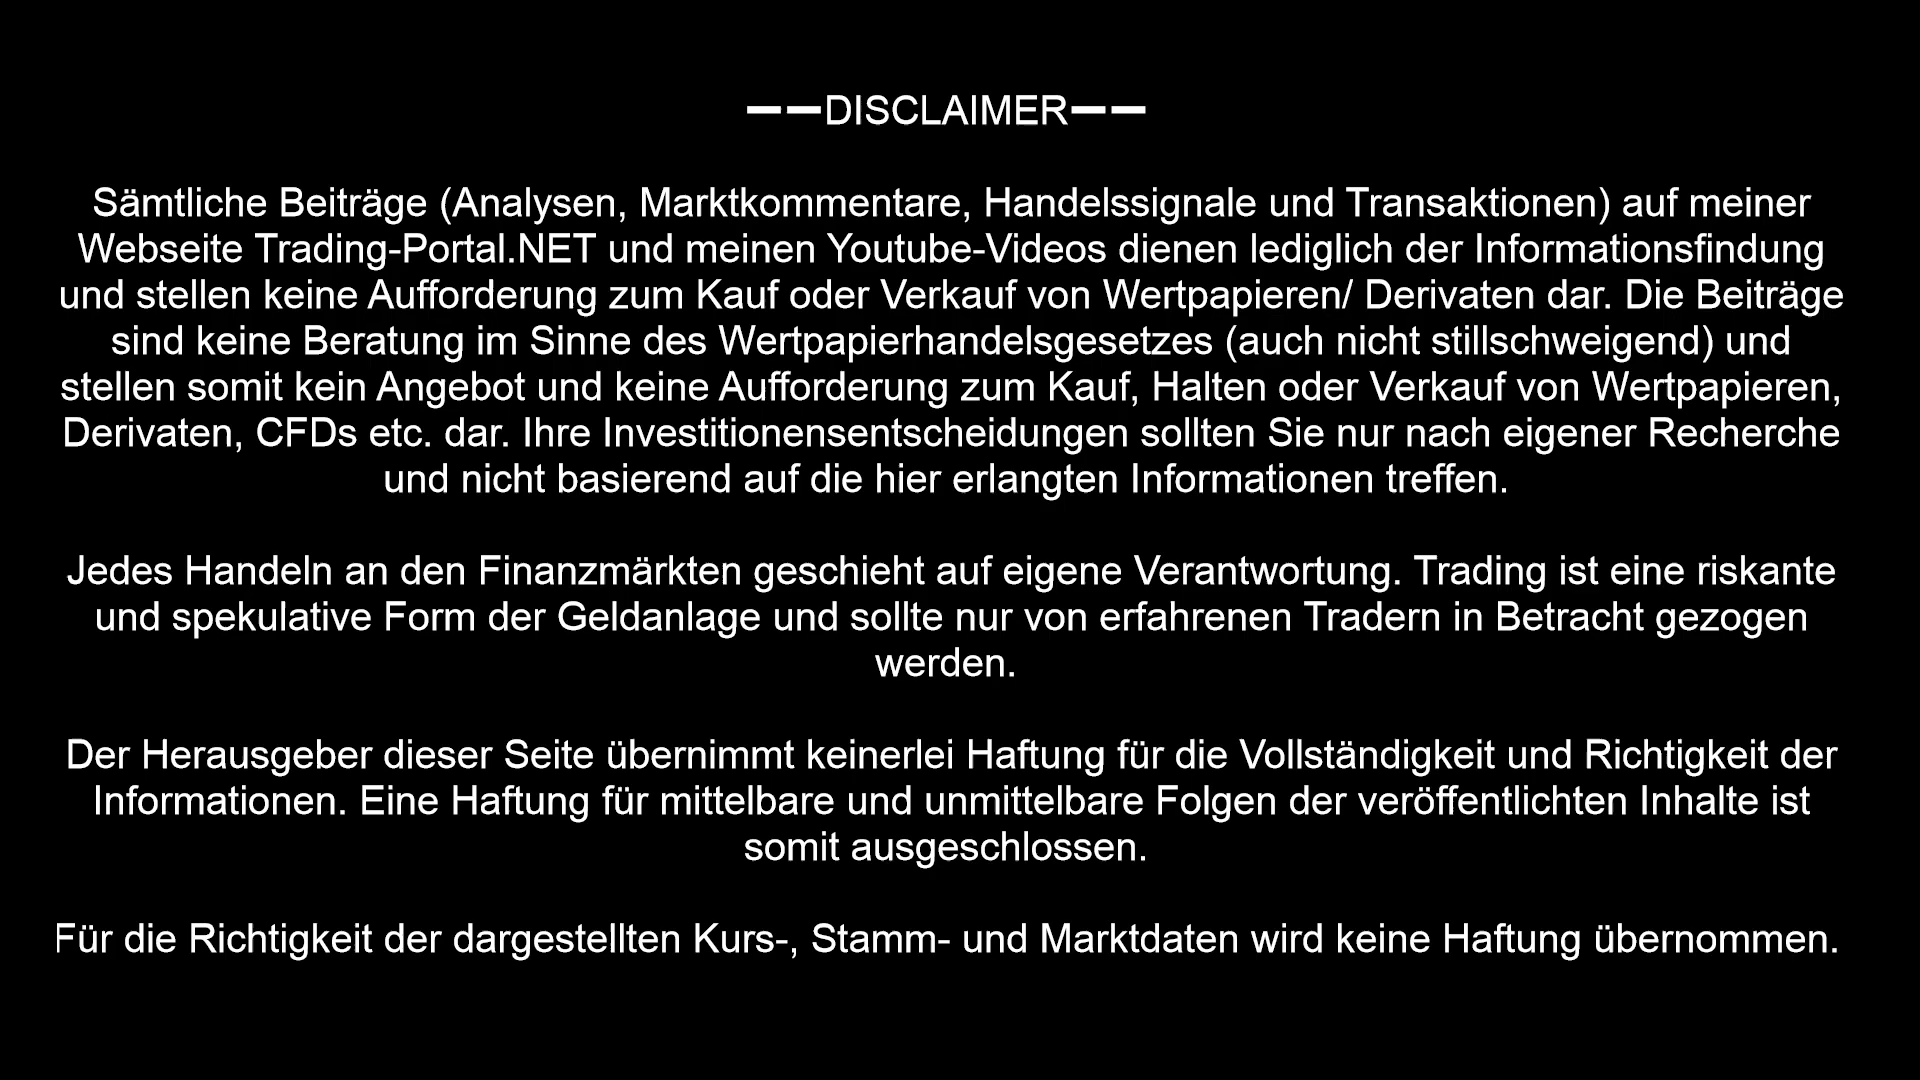 ——DISCLAIMER——
Sämtliche Beiträge (Analysen, Marktkommentare, Handelssignale und Transaktionen) auf meiner
Webseite Trading-Portal.NET und meinen Youtube-Videos dienen lediglich der Informationsfindung
und stellen keine Aufforderung zum Kauf oder Verkauf von Wertpapieren/ Derivaten dar. Die Beiträge
sind keine Beratung im Sinne des Wertpapierhandelsgesetzes (auch nicht stillschweigend) und
stellen somit kein Angebot und keine Aufforderung zum Kauf, Halten oder Verkauf von Wertpapieren,
Derivaten, CFDs etc. dar. Ihre Investitionensentscheidungen sollten Sie nur nach eigener Recherche
und nicht basierend auf die hier erlangten Informationen treffen.
Jedes Handeln an den Finanzmärkten geschieht auf eigene Verantwortung. Trading ist eine riskante
und spekulative Form der Geldanlage und sollte nur von erfahrenen Tradern in Betracht gezogen
werden.
Der Herausgeber dieser Seite übernimmt keinerlei Haftung für die Vollständigkeit und Richtigkeit der
Informationen. Eine Haftung für mittelbare und unmittelbare Folgen der veröffentlichten Inhalte ist
somit ausgeschlossen.
Für die Richtigkeit der dargestellten Kurs-, Stamm- und Marktdaten wird keine Haftung übernommen.